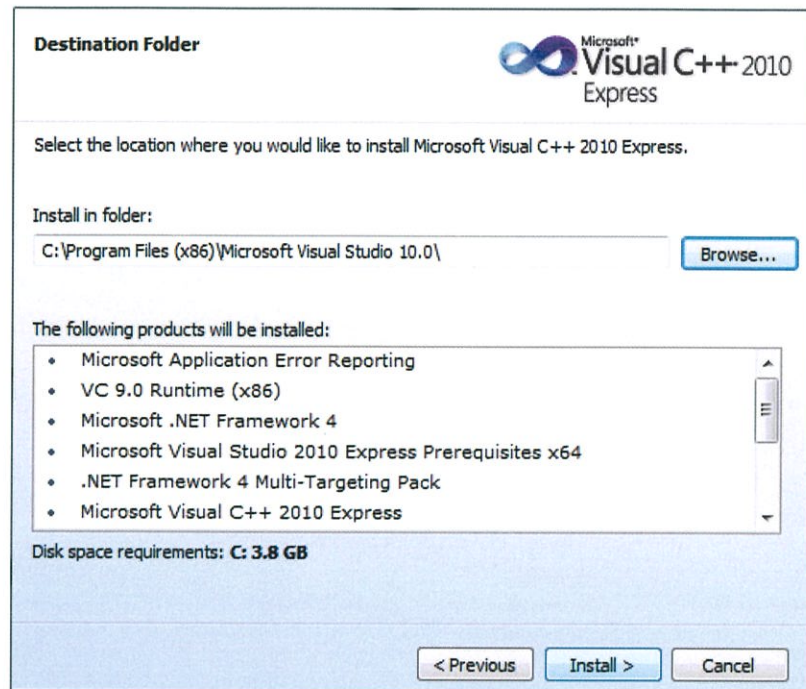 Destination Folder
Microsoft®
Visual C++ 2010
Express
Select the location where you would like to install Microsoft Visual C++ 2010 Express.
Install in folder:
C:\Program Files (x86)\Microsoft Visual Studio 10.0\
Browse...
The following products will be installed:
• Microsoft Application Error Reporting
• VC 9.0 Runtime (x86)
• Microsoft .NET Framework 4
• Microsoft Visual Studio 2010 Express Prerequisites x64
• .NET Framework 4 Multi-Targeting Pack
• Microsoft Visual C++ 2010 Express
Disk space requirements: C: 3.8 GB
< Previous
Install >
Cancel